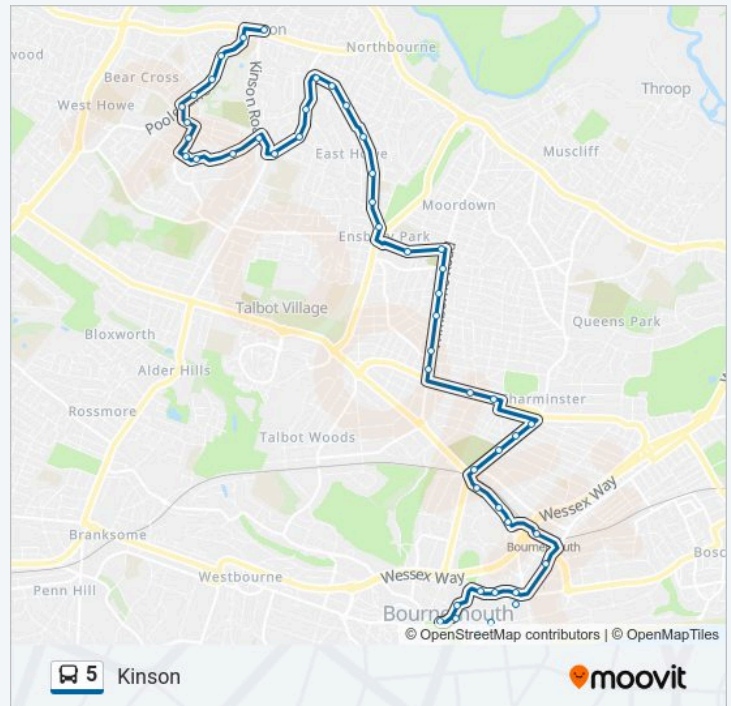 Northbourne
Bear Cross
Throop
West Howe
Kinson
East Howe
Muscliff
Moordown
Ensbury Park
Talbot Village
Queens Park
Bloxworth
Alder Hills
Rossmore
Talbot Woods
Wessex Way
Branksome
Bournemouth
Westbourne
Wessex Way
Penn Hill
Bournemouth
© OpenStreetMap contributors | © OpenMapTiles
5 Kinson
moovit